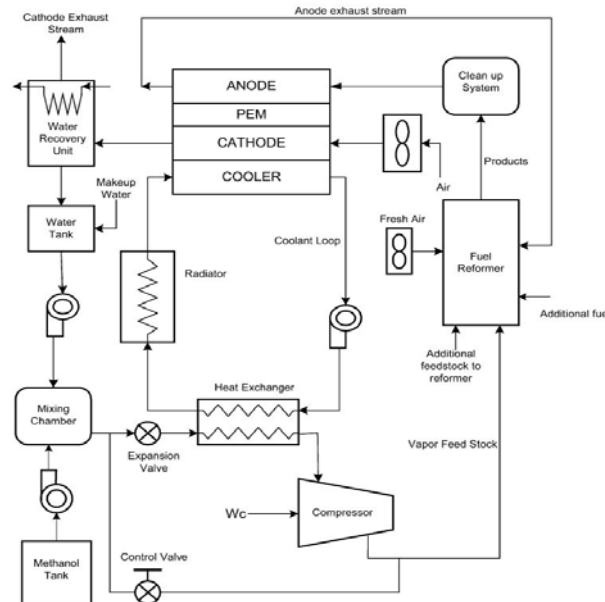 Cathode Exhaust
Stream
Anode exhaust stream
ANODE
PEM
CATHODE
COOLER
Clean up
System
Water
Recovery
Unit
Products
Air
Makeup
Water
Water
Tank
Fresh Air
Fuel
Reformer
Coolant Loop
Radiator
Additional fue
Additional
feedstock to
reformer
Heat Exchanger
Mixing
Chamber
Expansion
Valve
Vapor Feed Stock
Wc
Compressor
Control Valve
Methanol
Tank